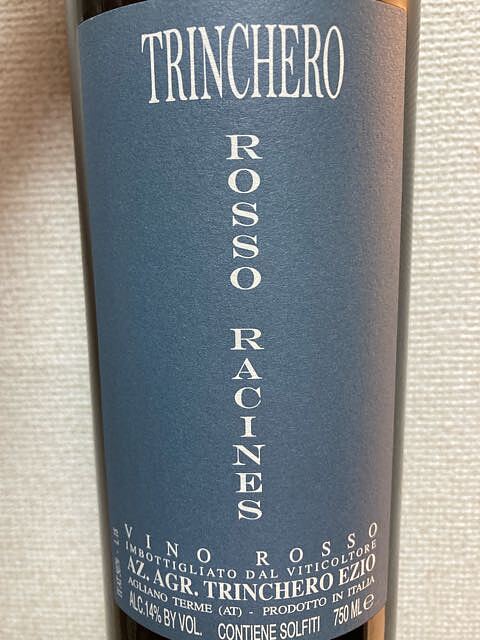 TRINCHERO
ROSSO RACINES
VINO ROSSO
IMBOTTIGLIATO DAL VITICOLTORE
AZ. AGR. TRINCHERO EZIO
AGLIANO TERME (AT) - PRODOTTO IN ITALIA
ALC.14% BY VOL. CONTIENE SOLFITI 750 ML ℮